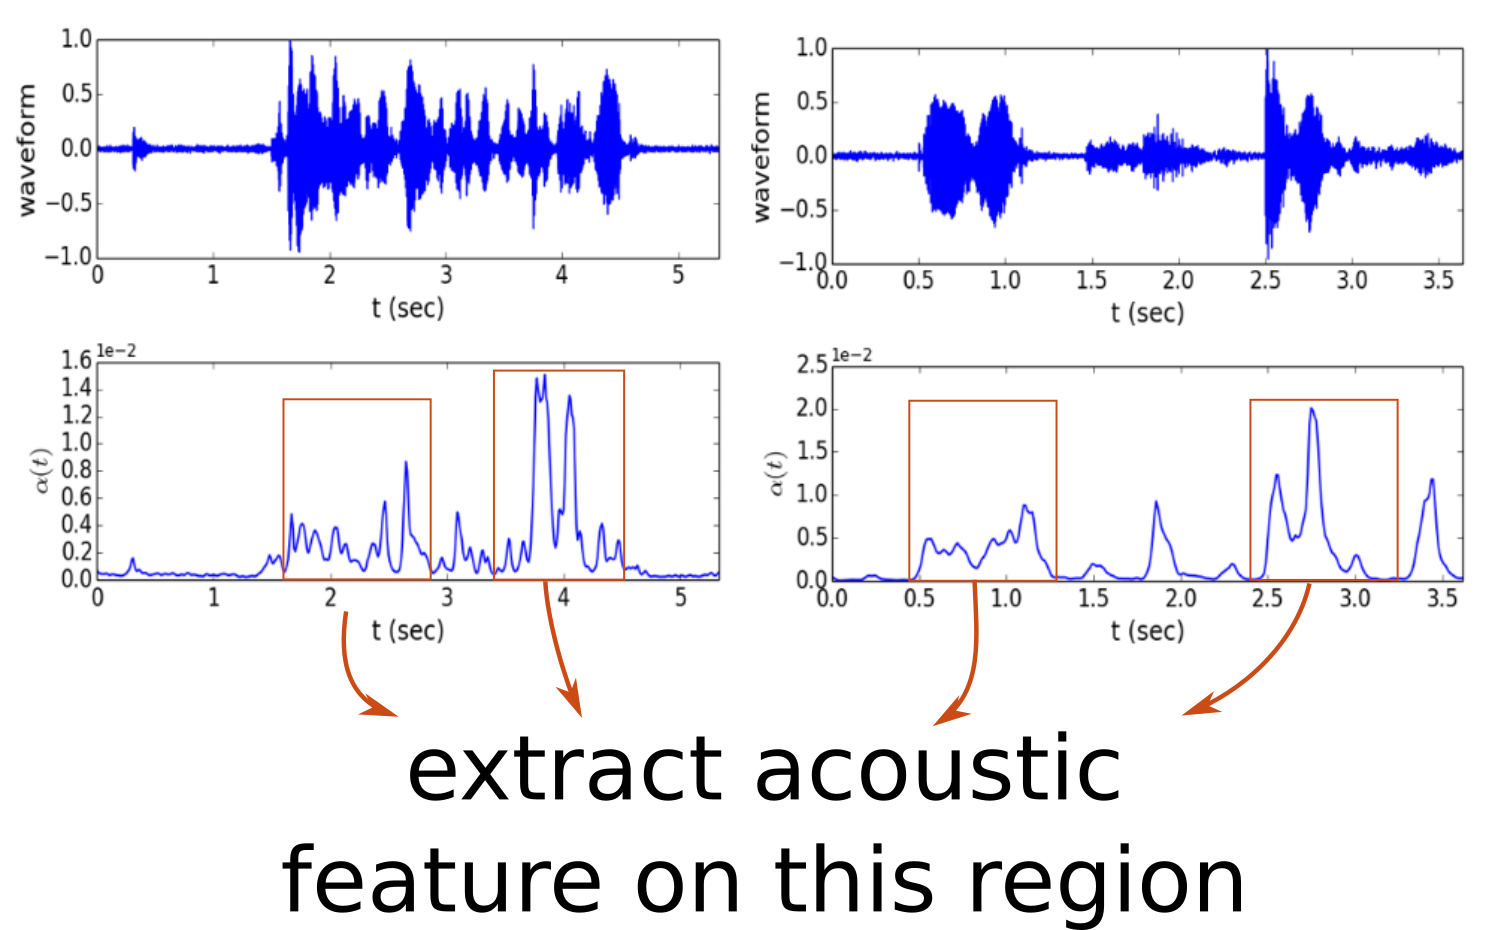 1.0
0.5
0.0
−0.5
−1.0
waveform
0 1 2 3 4 5
t (sec)
1.0
0.5
0.0
−0.5
−1.0
waveform
0.0 0.5 1.0 1.5 2.0 2.5 3.0 3.5
t (sec)
1e−2
1.6
1.4
1.2
1.0
0.8
0.6
0.4
0.2
0.0
α(t)
0 1 2 3 4 5
t (sec)
1e−2
2.5
2.0
1.5
1.0
0.5
0.0
α(t)
0.0 0.5 1.0 1.5 2.0 2.5 3.0 3.5
t (sec)
extract acoustic
feature on this region